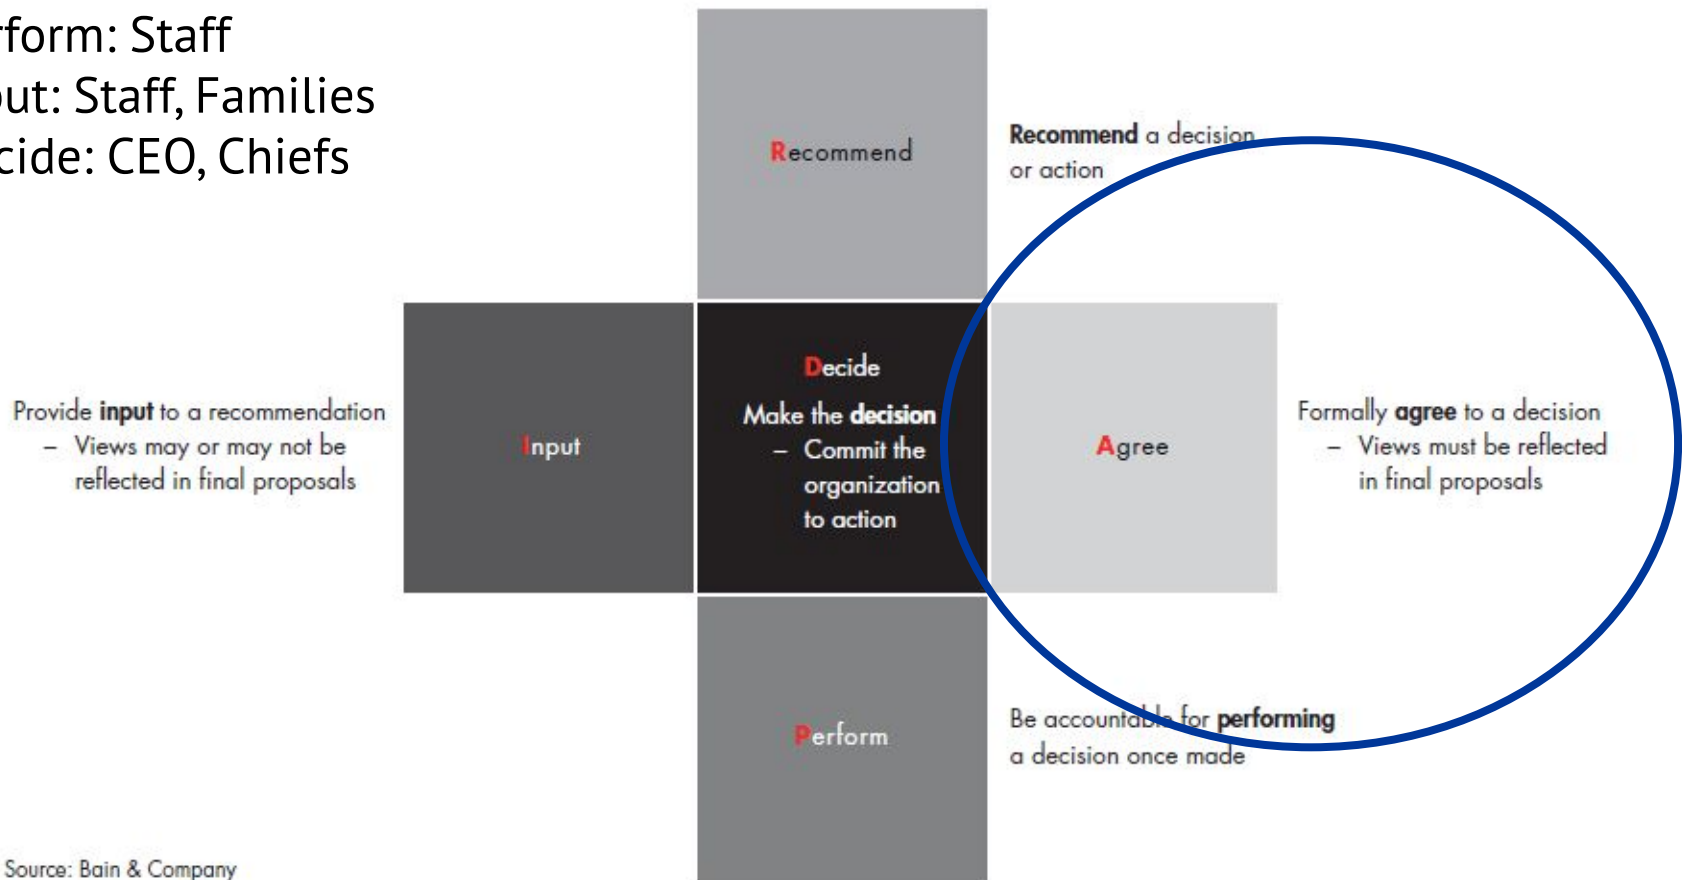 rform: Staff
out: Staff, Families
cide: CEO, Chiefs
Recommend
Recommend a decision
or action
Provide input to a recommendation
– Views may or may not be
reflected in final proposals
Input
Decide
Make the decision
– Commit the
organization
to action
Agree
Formally agree to a decision
– Views must be reflected
in final proposals
Perform
Be accountable for performing
a decision once made
Source: Bain & Company